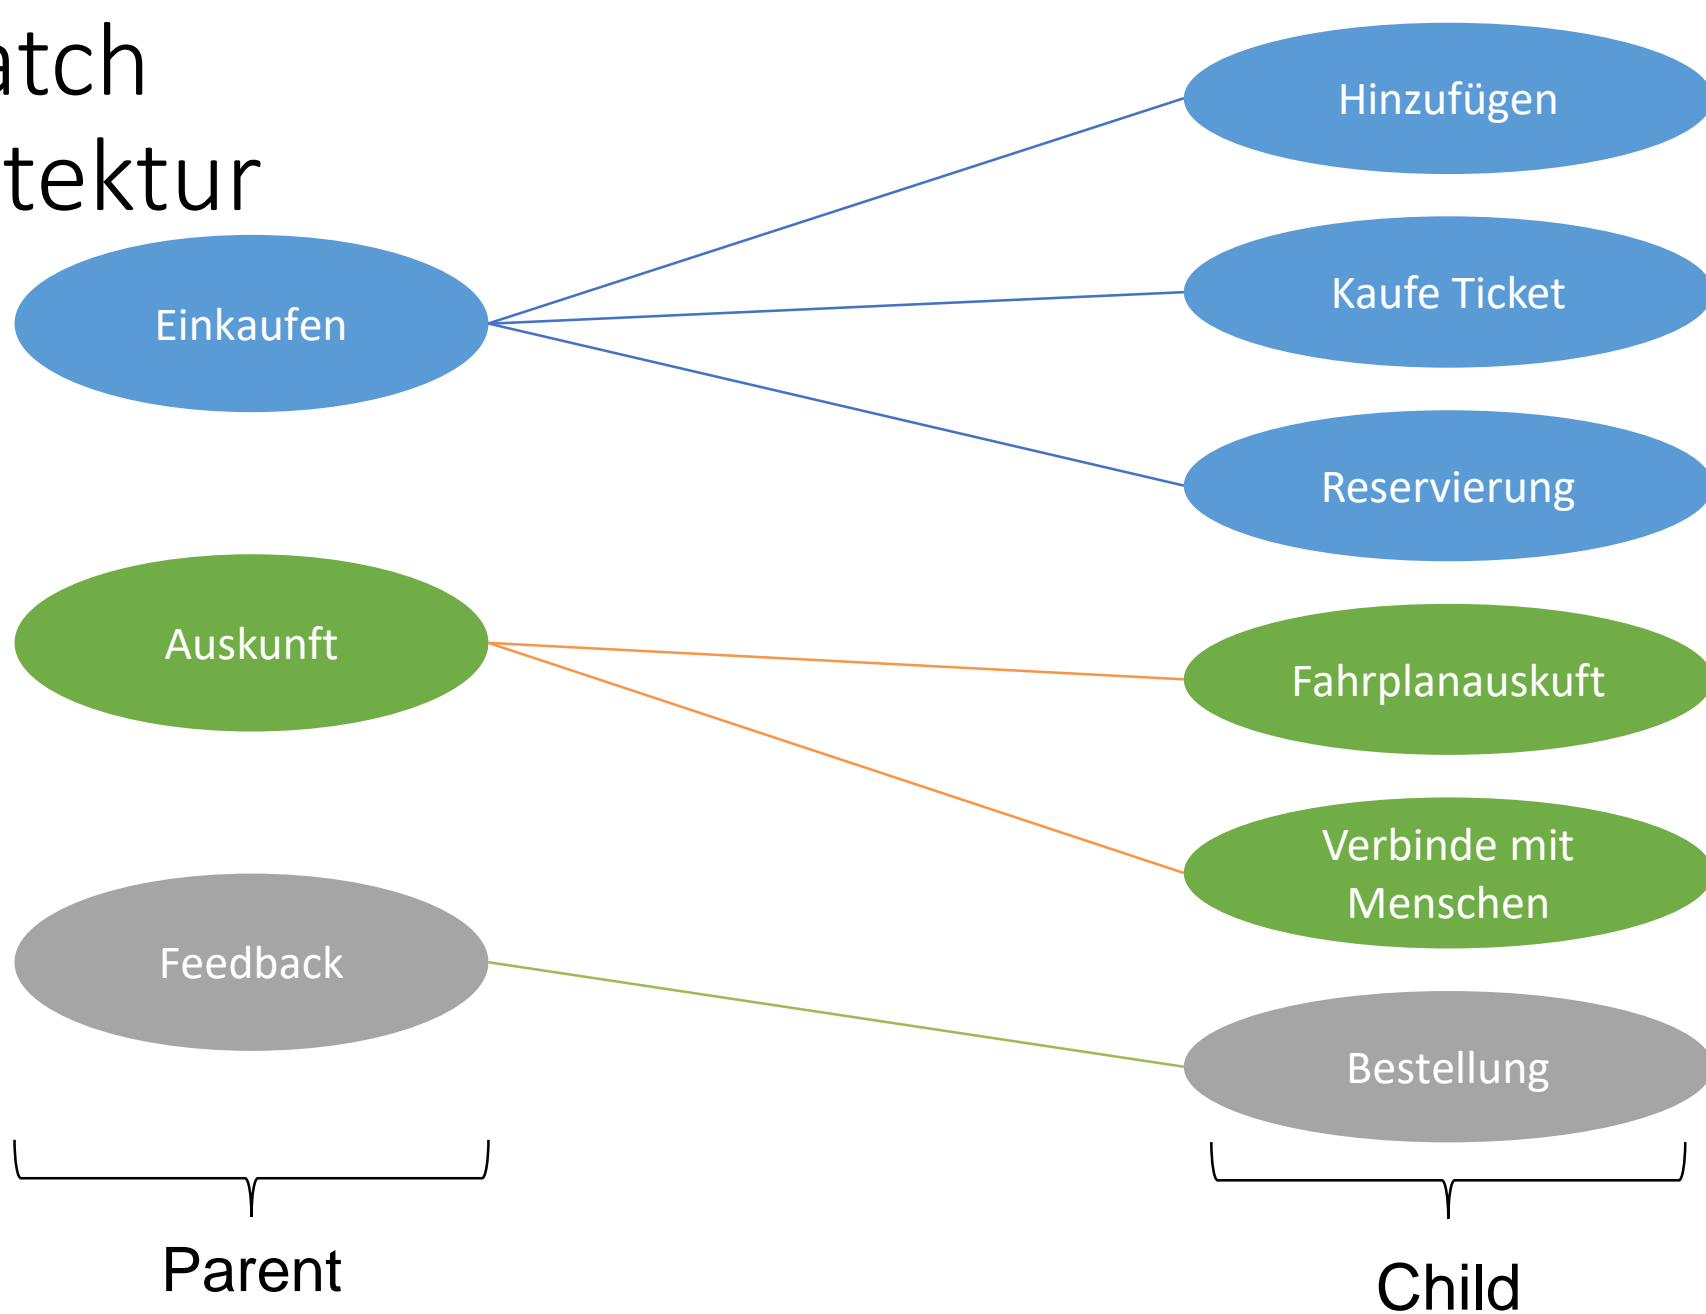 atch
tektur
Einkaufen
Auskunft
Feedback
Parent
Hinzufügen
Kaufe Ticket
Reservierung
Fahrplanauskuft
Verbinde mit
Menschen
Bestellung
Child